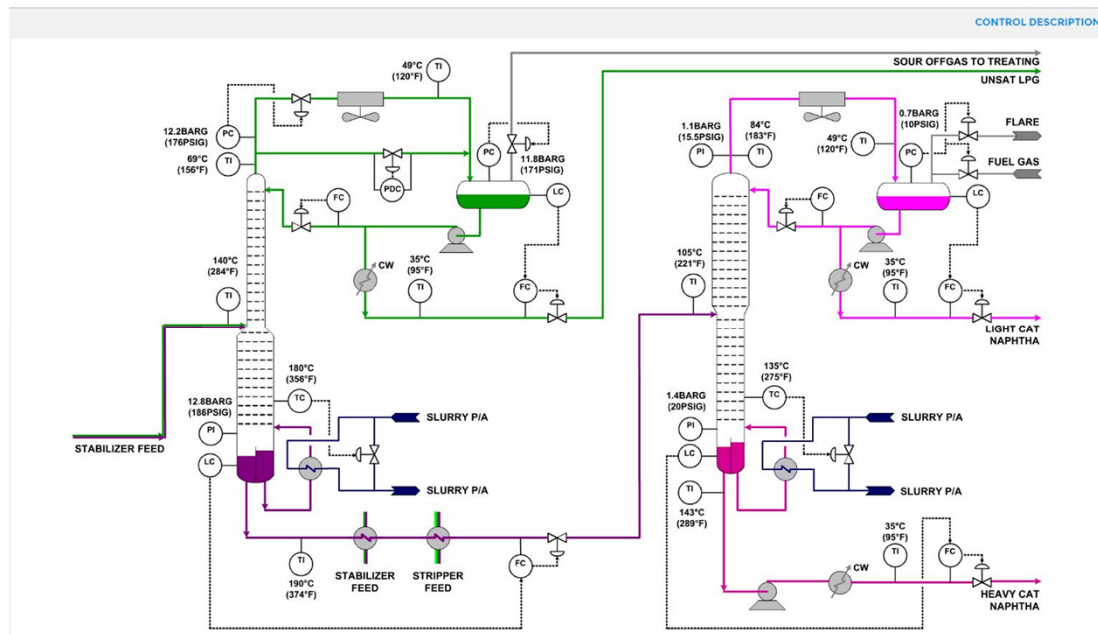 CONTROL DESCRIPTION
SOUR OFFGAS TO TREATING
UNSAT LPG
49°C
(120°F)
TI
12.2BARG
(176PSIG)
PC
69°C
(156°F)
TI
PDC
PC
11.8BARG
(171PSIG)
LC
FC
CW
35°C
(95°F)
TI
FC
140°C
(284°F)
TI
STABILIZER FEED
180°C
(356°F)
TC
12.8BARG
(186PSIG)
PI
LC
SLURRY P/A
SLURRY P/A
TI
190°C
(374°F)
STABILIZER
FEED
STRIPPER
FEED
FC
1.1BARG
(15.5PSIG)
PI
84°C
(183°F)
TI
49°C
(120°F)
TI
0.7BARG
(10PSIG)
PC
FLARE
FUEL GAS
LC
FC
CW
35°C
(95°F)
TI
FC
LIGHT CAT
NAPHTHA
105°C
(221°F)
TI
135°C
(275°F)
TC
1.4BARG
(20PSIG)
PI
LC
TI
143°C
(289°F)
SLURRY P/A
SLURRY P/A
CW
35°C
(95°F)
TI
FC
HEAVY CAT
NAPHTHA